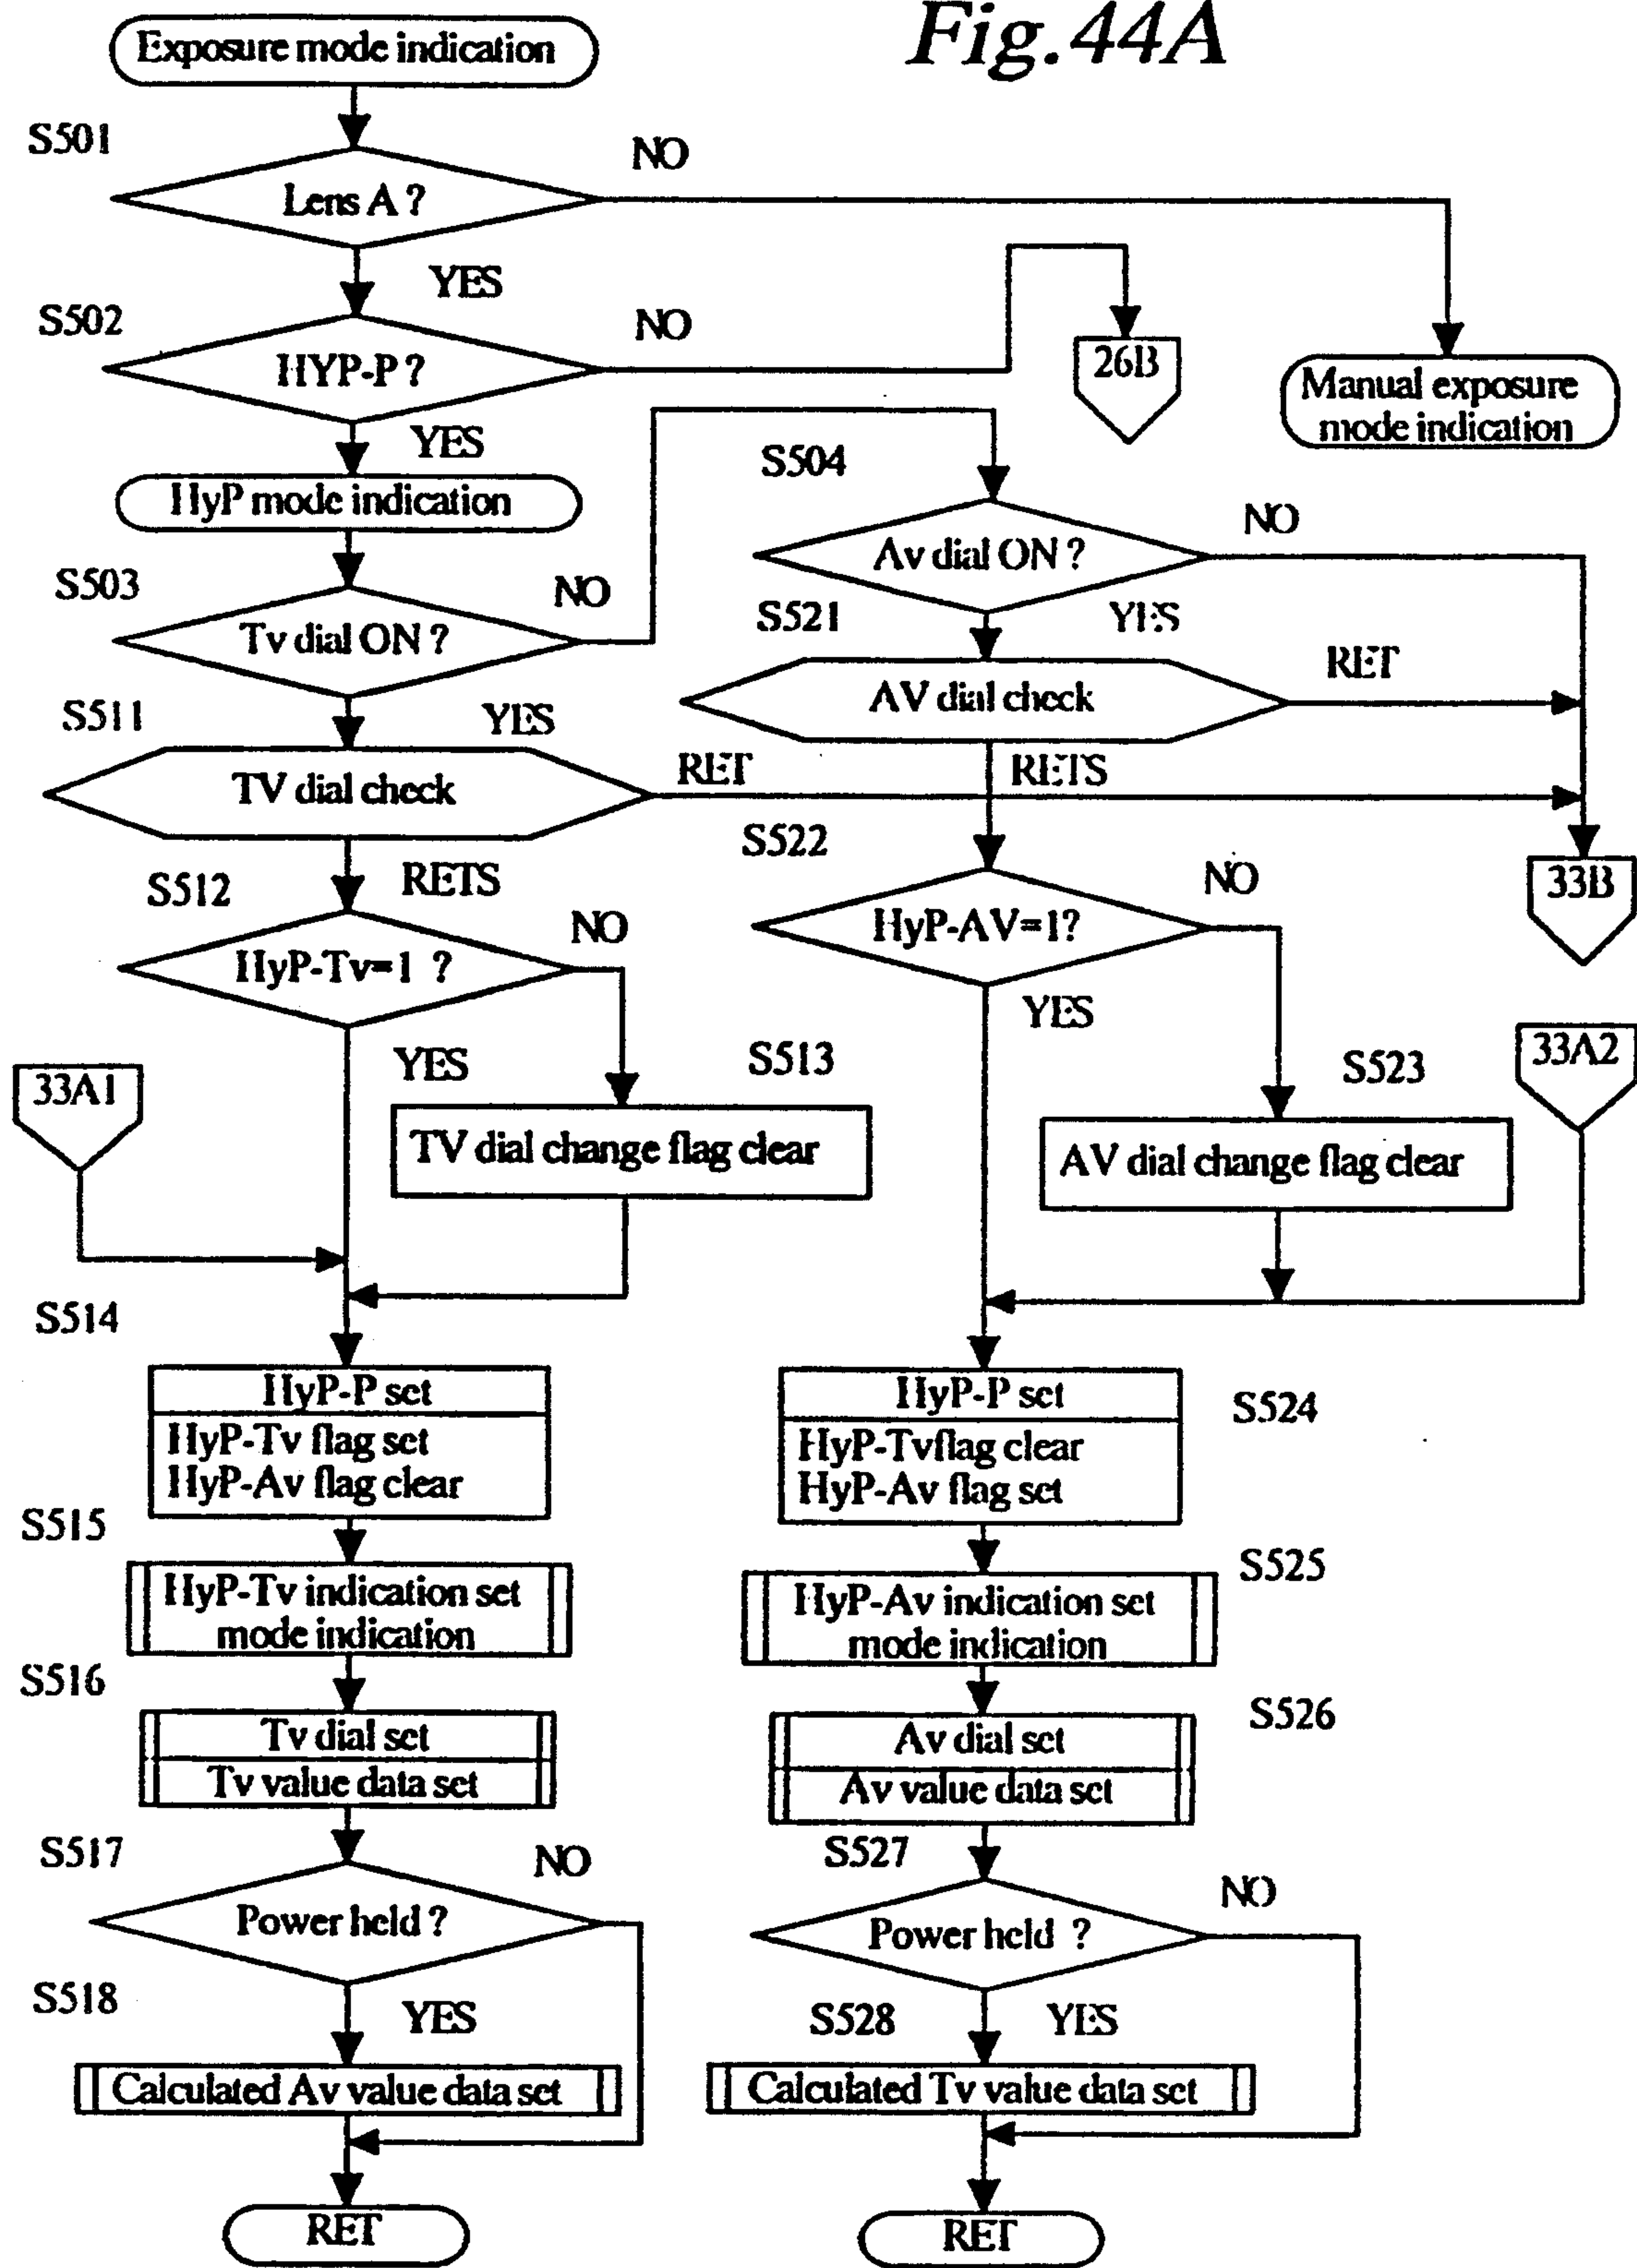 Fig. 44A
Exposure mode indication
S501
Lens A ?
NO
YES
S502
HYP-P ?
NO
26B
Manual exposure
mode indication
YES
HyP mode indication
S504
Av dial ON ?
NO
S503
Tv dial ON ?
NO
S521
YES
AV dial check
RET
S511
YES
TV dial check
RET
RETS
S522
33B
S512
RETS
HyP-Tv=1 ?
NO
HyP-AV=1?
NO
YES
33A1
YES
S513
TV dial change flag clear
S523
33A2
AV dial change flag clear
S514
HyP-P set
HyP-Tv flag set
HyP-Av flag clear
HyP-P set
HyP-Tvflag clear
HyP-Av flag set
S524
S515
HyP-Tv indication set
mode indication
HyP-Av indication set
mode indication
S525
S516
Tv dial set
Tv value data set
Av dial set
Av value data set
S526
S517
Power held ?
NO
S527
Power held ?
NO
S518
YES
S528
YES
Calculated Av value data set
Calculated Tv value data set
RET
RET